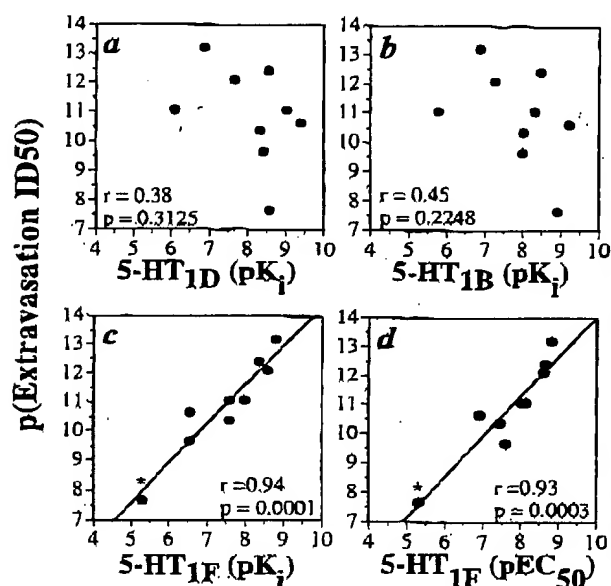 p(Extravasation ID50)
a
14
13
12
11
10
9
8
7
r = 0.38
p = 0.3125
4 5 6 7 8 9 10
5-HT1D (pKi)
b
14
13
12
11
10
9
8
7
r = 0.45
p = 0.2248
4 5 6 7 8 9 10
5-HT1B (pKi)
c
14
13
12
11
10
9
8
7
*
r = 0.94
p = 0.0001
4 5 6 7 8 9 10
5-HT1F (pKi)
d
14
13
12
11
10
9
8
7
*
r =0.93
p = 0.0003
4 5 6 7 8 9 10
5-HT1F (pEC50)